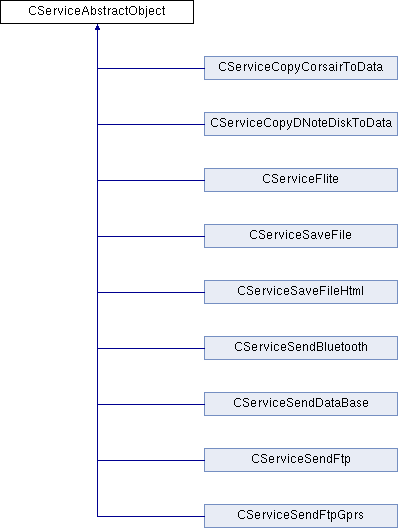 CServiceAbstractObject
CServiceCopyCorsairToData
CServiceCopyDNoteDiskToData
CServiceFlite
CServiceSaveFile
CServiceSaveFileHtml
CServiceSendBluetooth
CServiceSendDataBase
CServiceSendFtp
CServiceSendFtpGprs